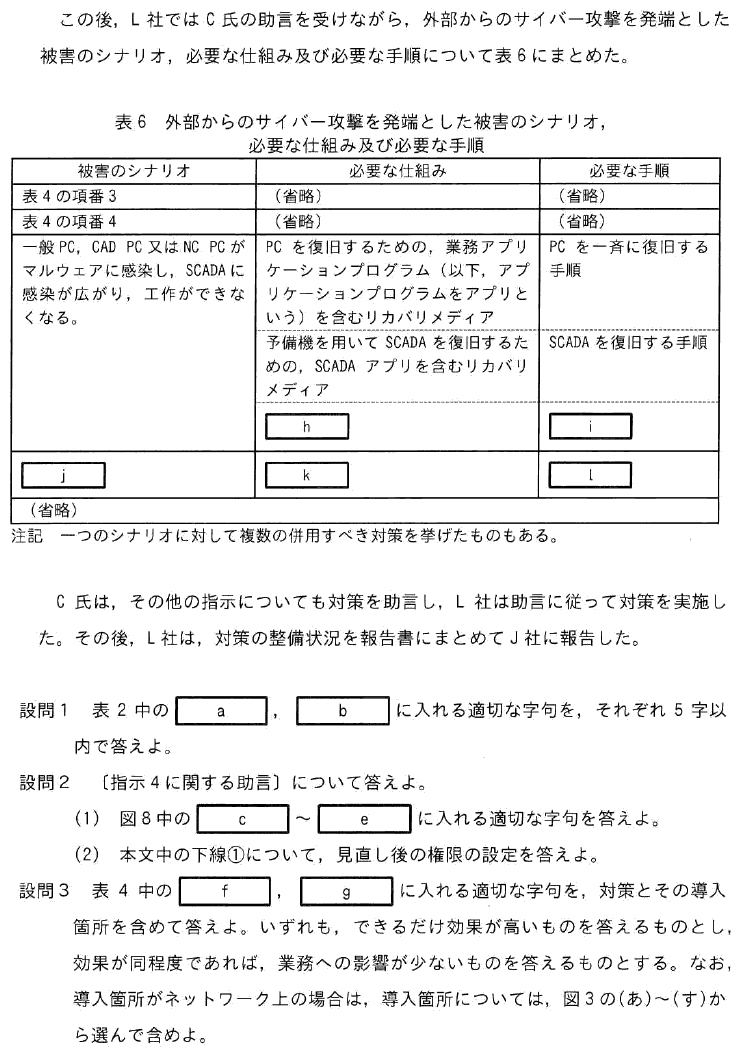 この後，L 社では C 氏の助言を受けながら，外部からのサイバー攻撃を発端とした
被害のシナリオ，必要な仕組み及び必要な手順について表 6 にまとめた。
表 6　外部からのサイバー攻撃を発端とした被害のシナリオ，
必要な仕組み及び必要な手順
被害のシナリオ　必要な仕組み　必要な手順
表 4 の項番 3　（省略）　（省略）
表 4 の項番 4　（省略）　（省略）
一般 PC，CAD PC 又は NC PC が　PC を復旧するための，業務アプリ　PC を一斉に復旧する
マルウェアに感染し，SCADA に　ケーションプログラム（以下，アプ　手順
感染が広がり，工作ができな　リケーションプログラムをアプリと
くなる。　いう）を含むリカバリメディア
予備機を用いて SCADA を復旧するた　SCADA を復旧する手順
めの，SCADA アプリを含むリカバリ
メディア
h　i
j　k　l
（省略）
注記　一つのシナリオに対して複数の併用すべき対策を挙げたものもある。
C 氏は，その他の指示についても対策を助言し，L 社は助言に従って対策を実施し
た。その後，L 社は，対策の整備状況を報告書にまとめて J 社に報告した。
設問 1　表 2 中の a ， b に入れる適切な字句を，それぞれ 5 字以
内で答えよ。
設問 2　〔指示 4 に関する助言〕について答えよ。
(1)　図 8 中の c ～ e に入れる適切な字句を答えよ。
(2)　本文中の下線①について，見直し後の権限の設定を答えよ。
設問 3　表 4 中の f ， g に入れる適切な字句を，対策とその導入
箇所を含めて答えよ。いずれも，できるだけ効果が高いものを答えるものとし，
効果が同程度であれば，業務への影響が少ないものを答えるものとする。なお，
導入箇所がネットワーク上の場合は，導入箇所については，図 3 の(あ)～(す)か
ら選んで含めよ。